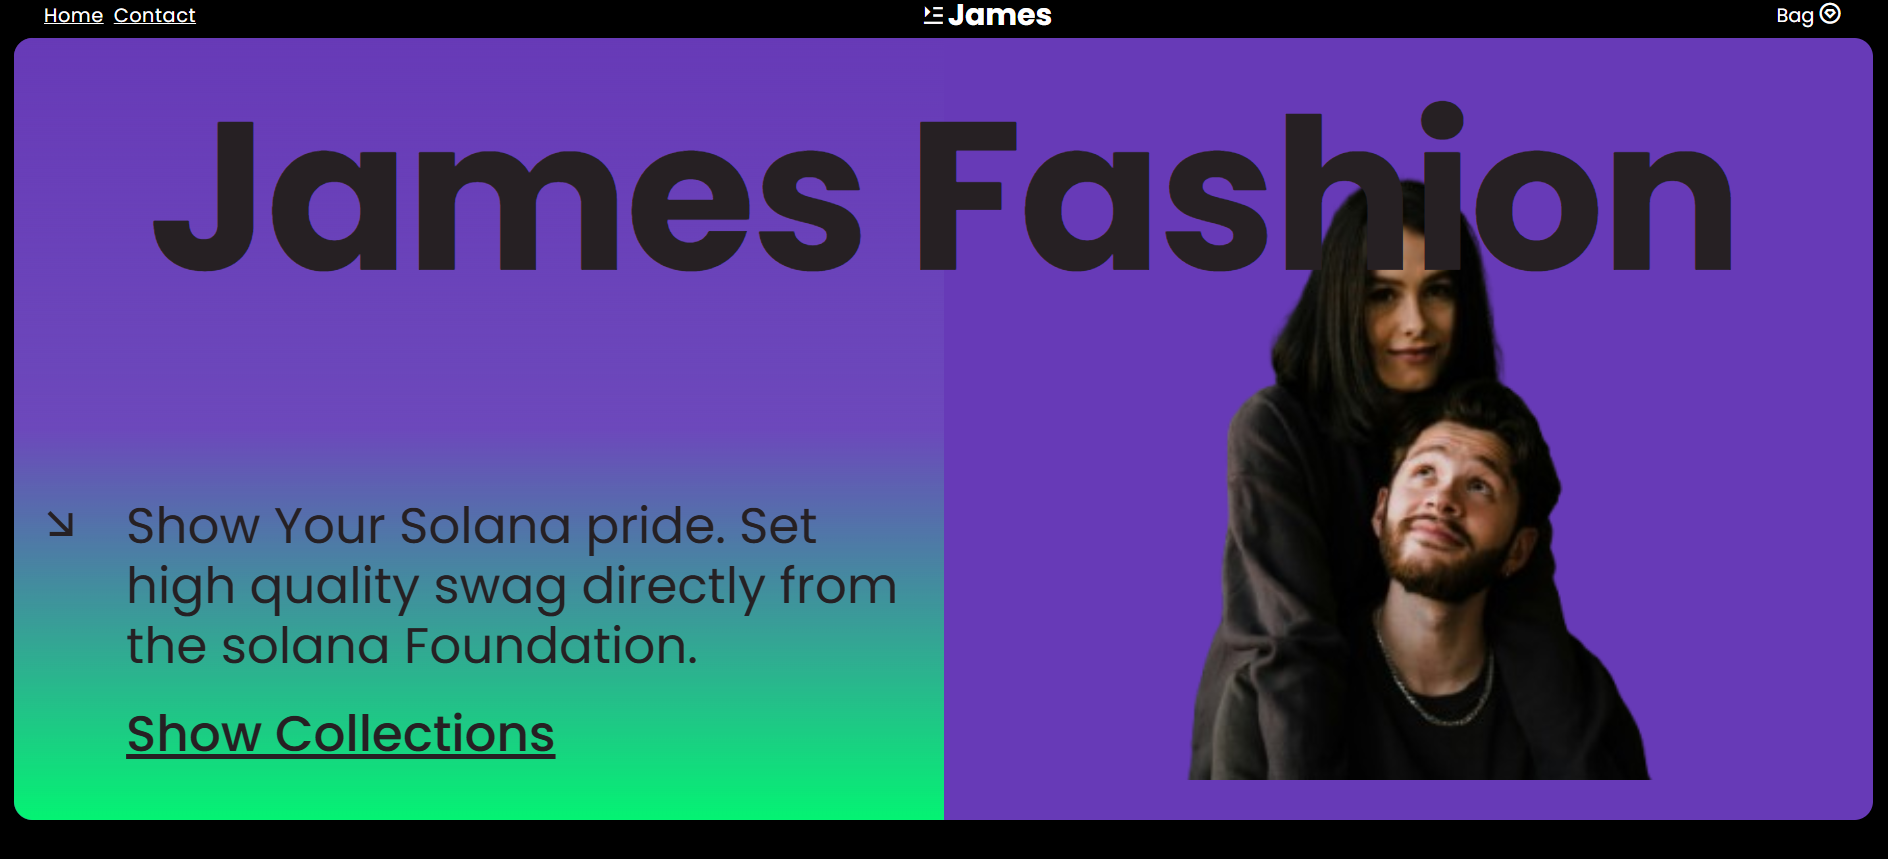 Home Contact
James
Bag
James Fashion
Show Your Solana pride. Set
high quality swag directly from
the solana Foundation.
Show Collections